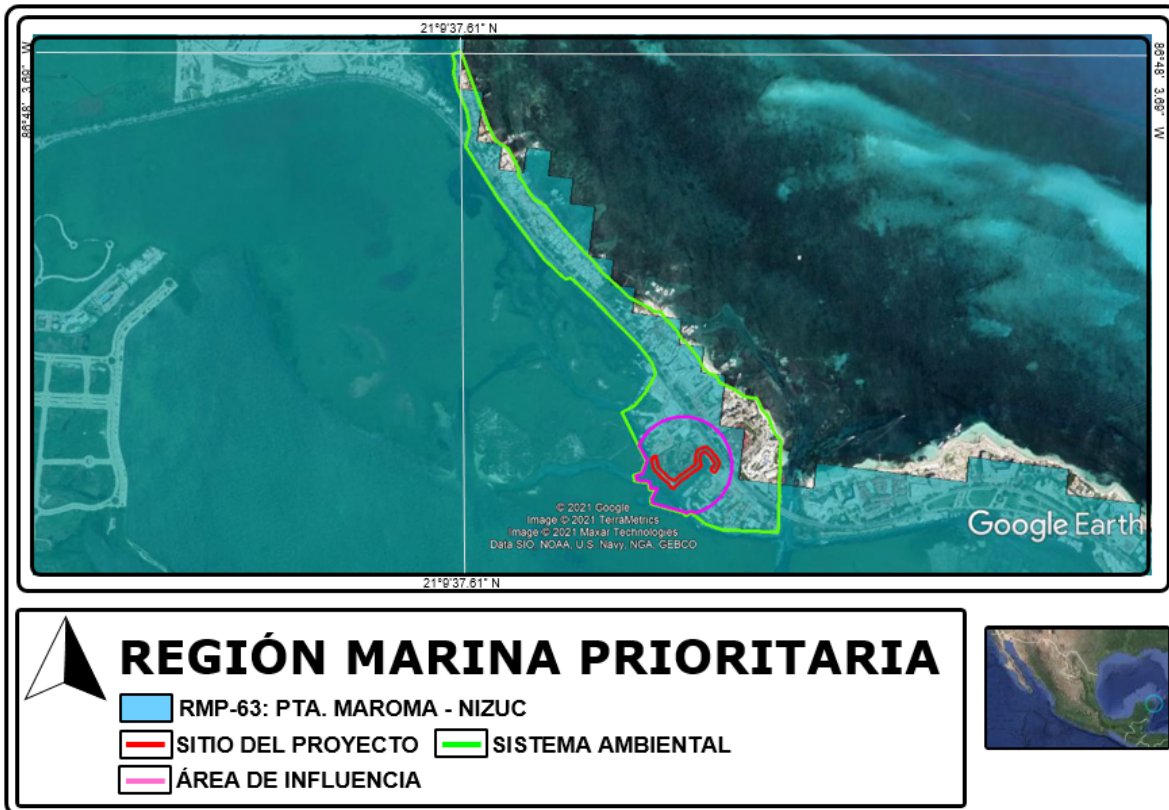 21°9'37.61" N
86°48' 3.69" W
86°48' 3.69" W
© 2021 Google
Image © 2021 TerraMetrics
Image © 2021 Maxar Technologies
Data SIO, NOAA, U.S. Navy, NGA, GEBCO
Google Earth
21°9'37.61" N
REGIÓN MARINA PRIORITARIA
RMP-63: PTA. MAROMA - NIZUC
SITIO DEL PROYECTO SISTEMA AMBIENTAL
ÁREA DE INFLUENCIA